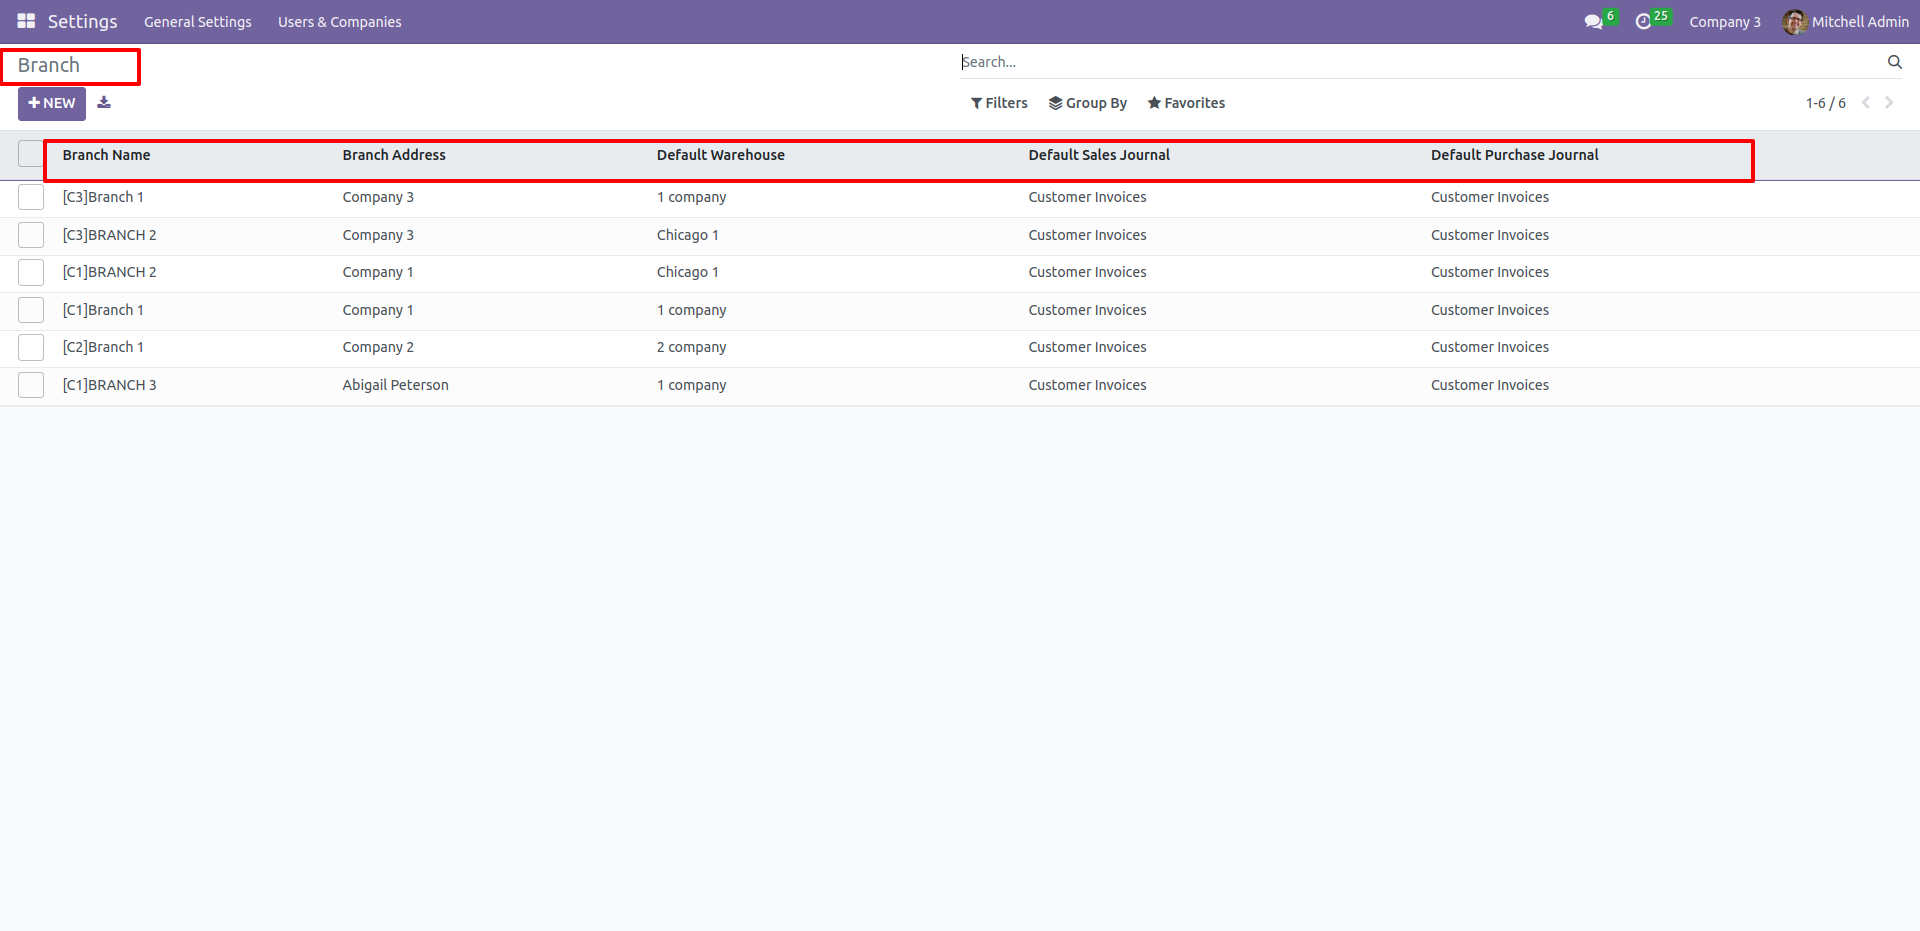 Settings General Settings Users & Companies 6 25 Company 3 Mitchell Admin
Branch Search...
NEW Filters Group By Favorites 1-6 / 6
Branch Name Branch Address Default Warehouse Default Sales Journal Default Purchase Journal
[C3]Branch 1 Company 3 1 company Customer Invoices Customer Invoices
[C3]BRANCH 2 Company 3 Chicago 1 Customer Invoices Customer Invoices
[C1]BRANCH 2 Company 1 Chicago 1 Customer Invoices Customer Invoices
[C1]Branch 1 Company 1 1 company Customer Invoices Customer Invoices
[C2]Branch 1 Company 2 2 company Customer Invoices Customer Invoices
[C1]BRANCH 3 Abigail Peterson 1 company Customer Invoices Customer Invoices